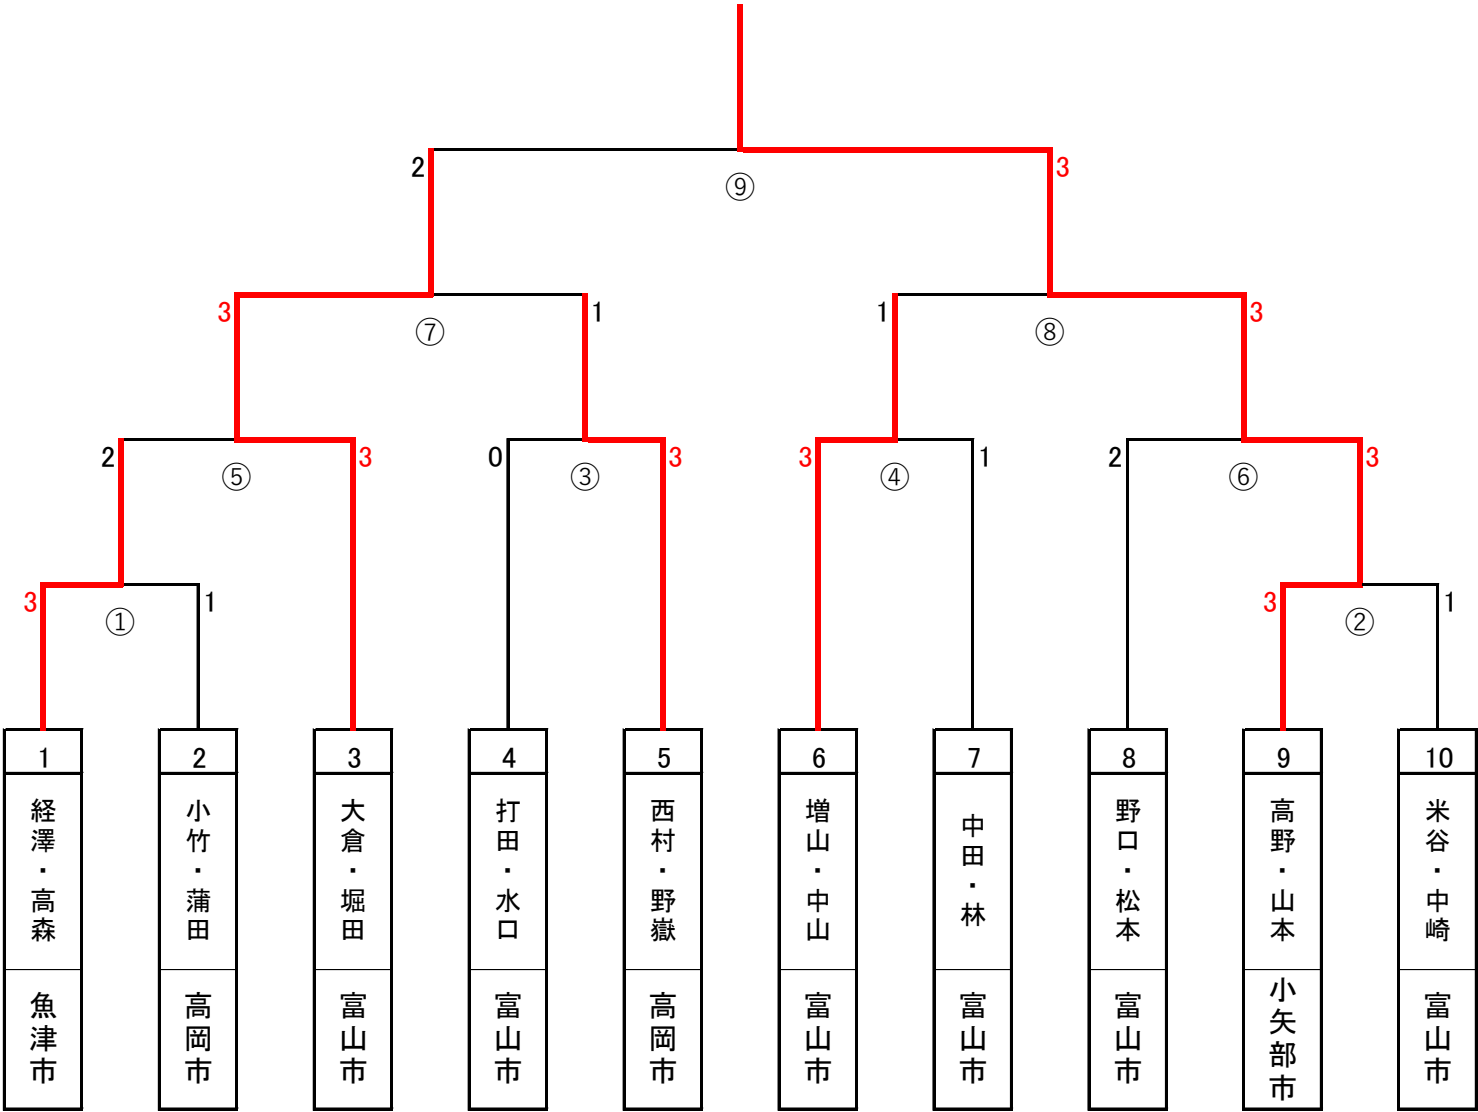 2
3
⑨
3
1
1
3
⑦
⑧
2
3
0
3
3
1
2
3
⑤
③
④
⑥
3
1
3
1
①
②
1
2
3
4
5
6
7
8
9
10
経澤・高森
小竹・蒲田
大倉・堀田
打田・水口
西村・野嶽
増山・中山
中田・林
野口・松本
高野・山本
米谷・中崎
魚津市
高岡市
富山市
富山市
高岡市
富山市
富山市
富山市
小矢部市
富山市